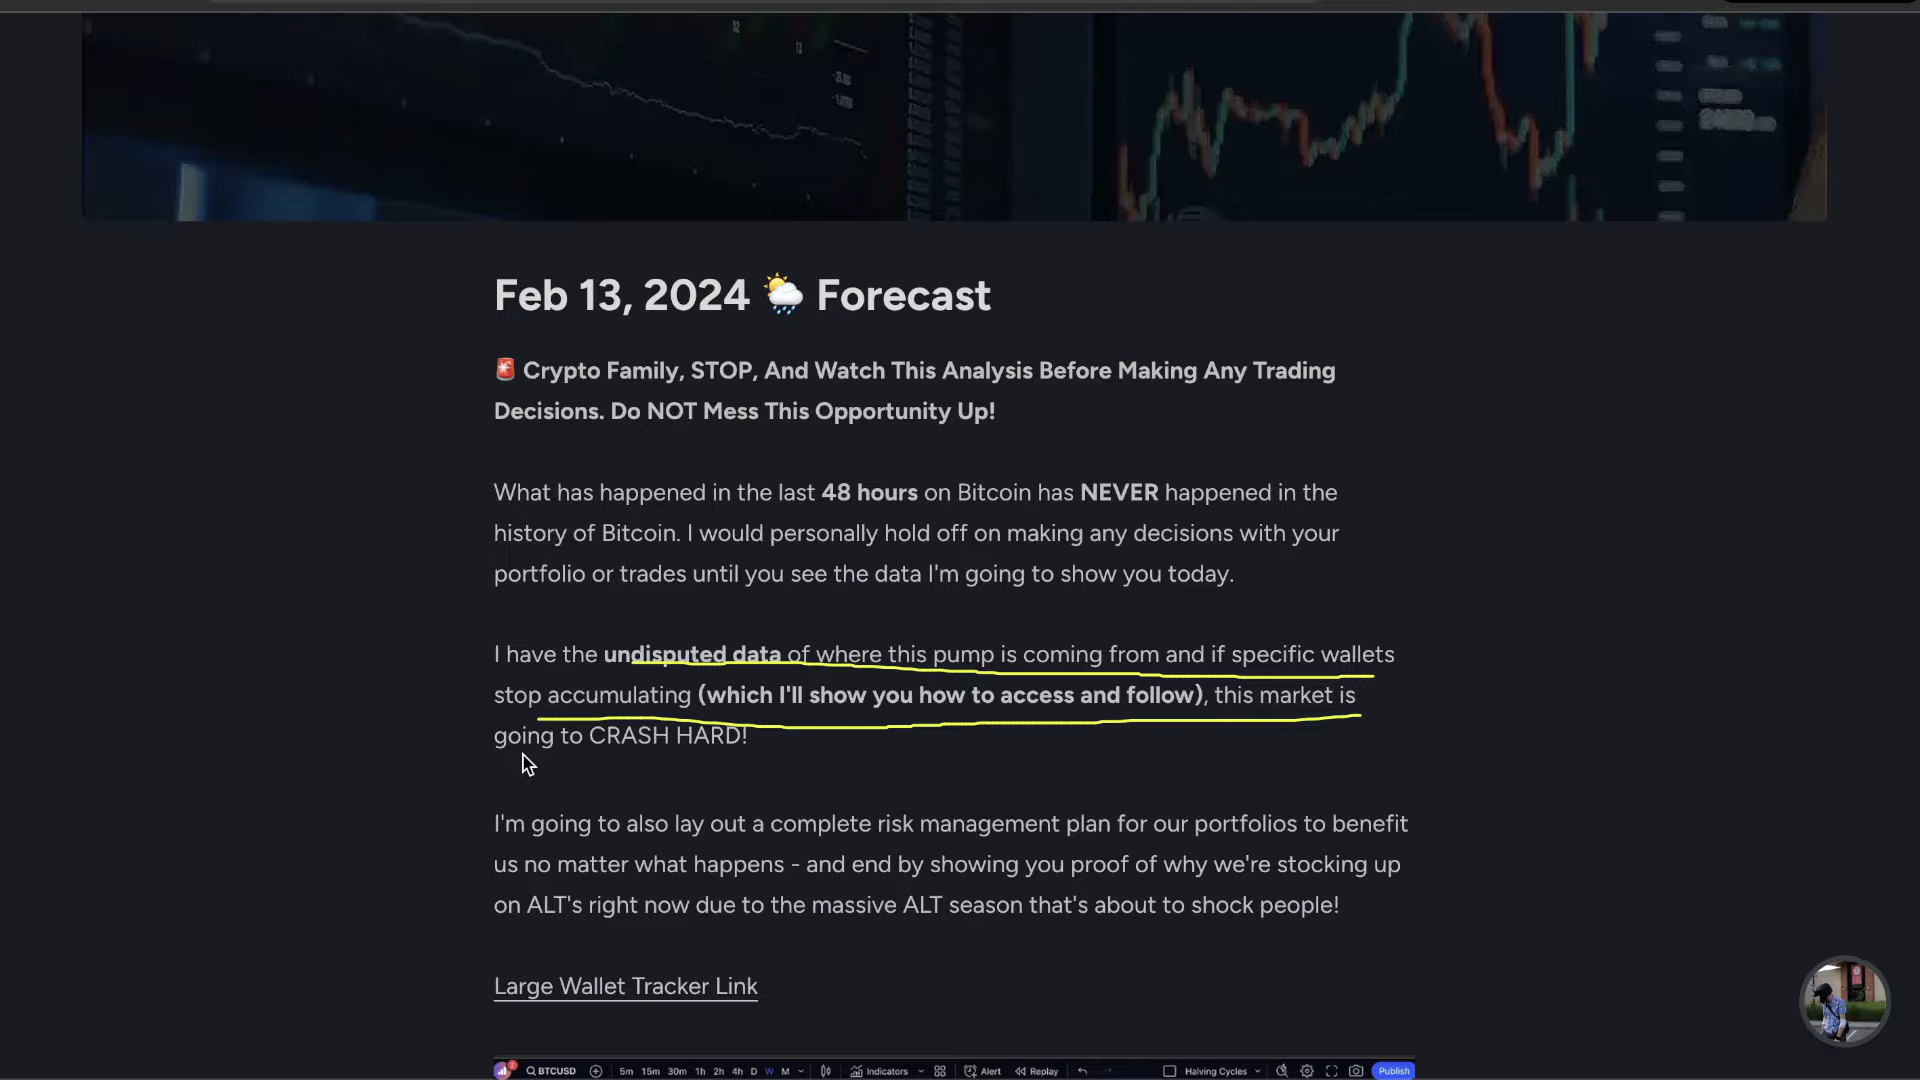 Feb 13, 2024 🌦 Forecast
🚨 Crypto Family, STOP, And Watch This Analysis Before Making Any Trading
Decisions. Do NOT Mess This Opportunity Up!
What has happened in the last 48 hours on Bitcoin has NEVER happened in the
history of Bitcoin. I would personally hold off on making any decisions with your
portfolio or trades until you see the data I'm going to show you today.
I have the undisputed data of where this pump is coming from and if specific wallets
stop accumulating (which I'll show you how to access and follow), this market is
going to CRASH HARD!
I'm going to also lay out a complete risk management plan for our portfolios to benefit
us no matter what happens - and end by showing you proof of why we're stocking up
on ALT's right now due to the massive ALT season that's about to shock people!
Large Wallet Tracker Link
2 BTCUSD 5m 15m 30m 1h 2h 4h D W M Indicators Alert Replay Halving Cycles Publish